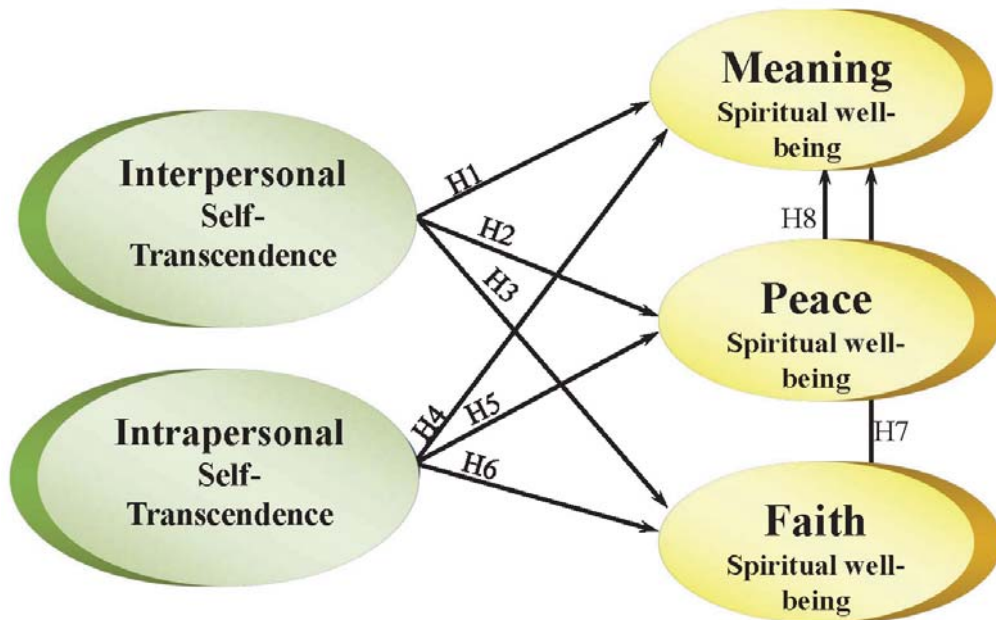 Meaning
Spiritual well-
being
Interpersonal
Self-
Transcendence
H1
H2
H3
H8
Peace
Spiritual well-
being
Intrapersonal
Self-
Transcendence
H4
H5
H6
H7
Faith
Spiritual well-
being